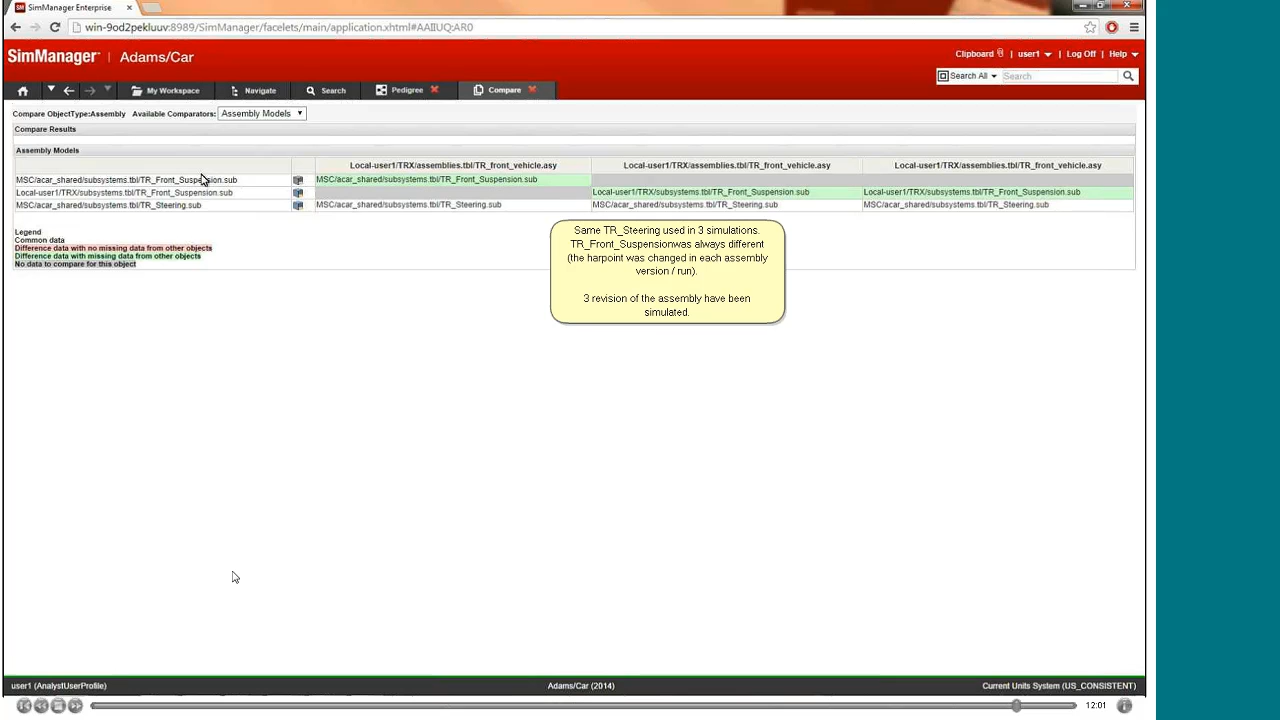 SimManager Enterprise
win-9od2pekluuv:8989/SimManager/facelets/main/application.xhtml#AAIIUQ:AR0
SimManager | Adams/Car
Clipboard | user1 | Log Off | Help
Search All Search
My Workspace Navigate Search Pedigree Compare
Compare ObjectType:Assembly Available Comparators: Assembly Models
Compare Results
Assembly Models
Local-user1/TRX/assemblies.tbl/TR_front_vehicle.asy Local-user1/TRX/assemblies.tbl/TR_front_vehicle.asy Local-user1/TRX/assemblies.tbl/TR_front_vehicle.asy
MSC/acar_shared/subsystems.tbl/TR_Front_Suspension.sub MSC/acar_shared/subsystems.tbl/TR_Front_Suspension.sub
Local-user1/TRX/subsystems.tbl/TR_Front_Suspension.sub Local-user1/TRX/subsystems.tbl/TR_Front_Suspension.sub Local-user1/TRX/subsystems.tbl/TR_Front_Suspension.sub
MSC/acar_shared/subsystems.tbl/TR_Steering.sub MSC/acar_shared/subsystems.tbl/TR_Steering.sub MSC/acar_shared/subsystems.tbl/TR_Steering.sub MSC/acar_shared/subsystems.tbl/TR_Steering.sub
Legend
Common data
Difference data with no missing data from other objects
Difference data with missing data from other objects
No data to compare for this object
Same TR_Steering used in 3 simulations.
TR_Front_Suspensionwas always different
(the harpoint was changed in each assembly
version / run).
3 revision of the assembly have been
simulated.
user1 (AnalystUserProfile) Adams/Car (2014) Current Units System (US_CONSISTENT)
12:01